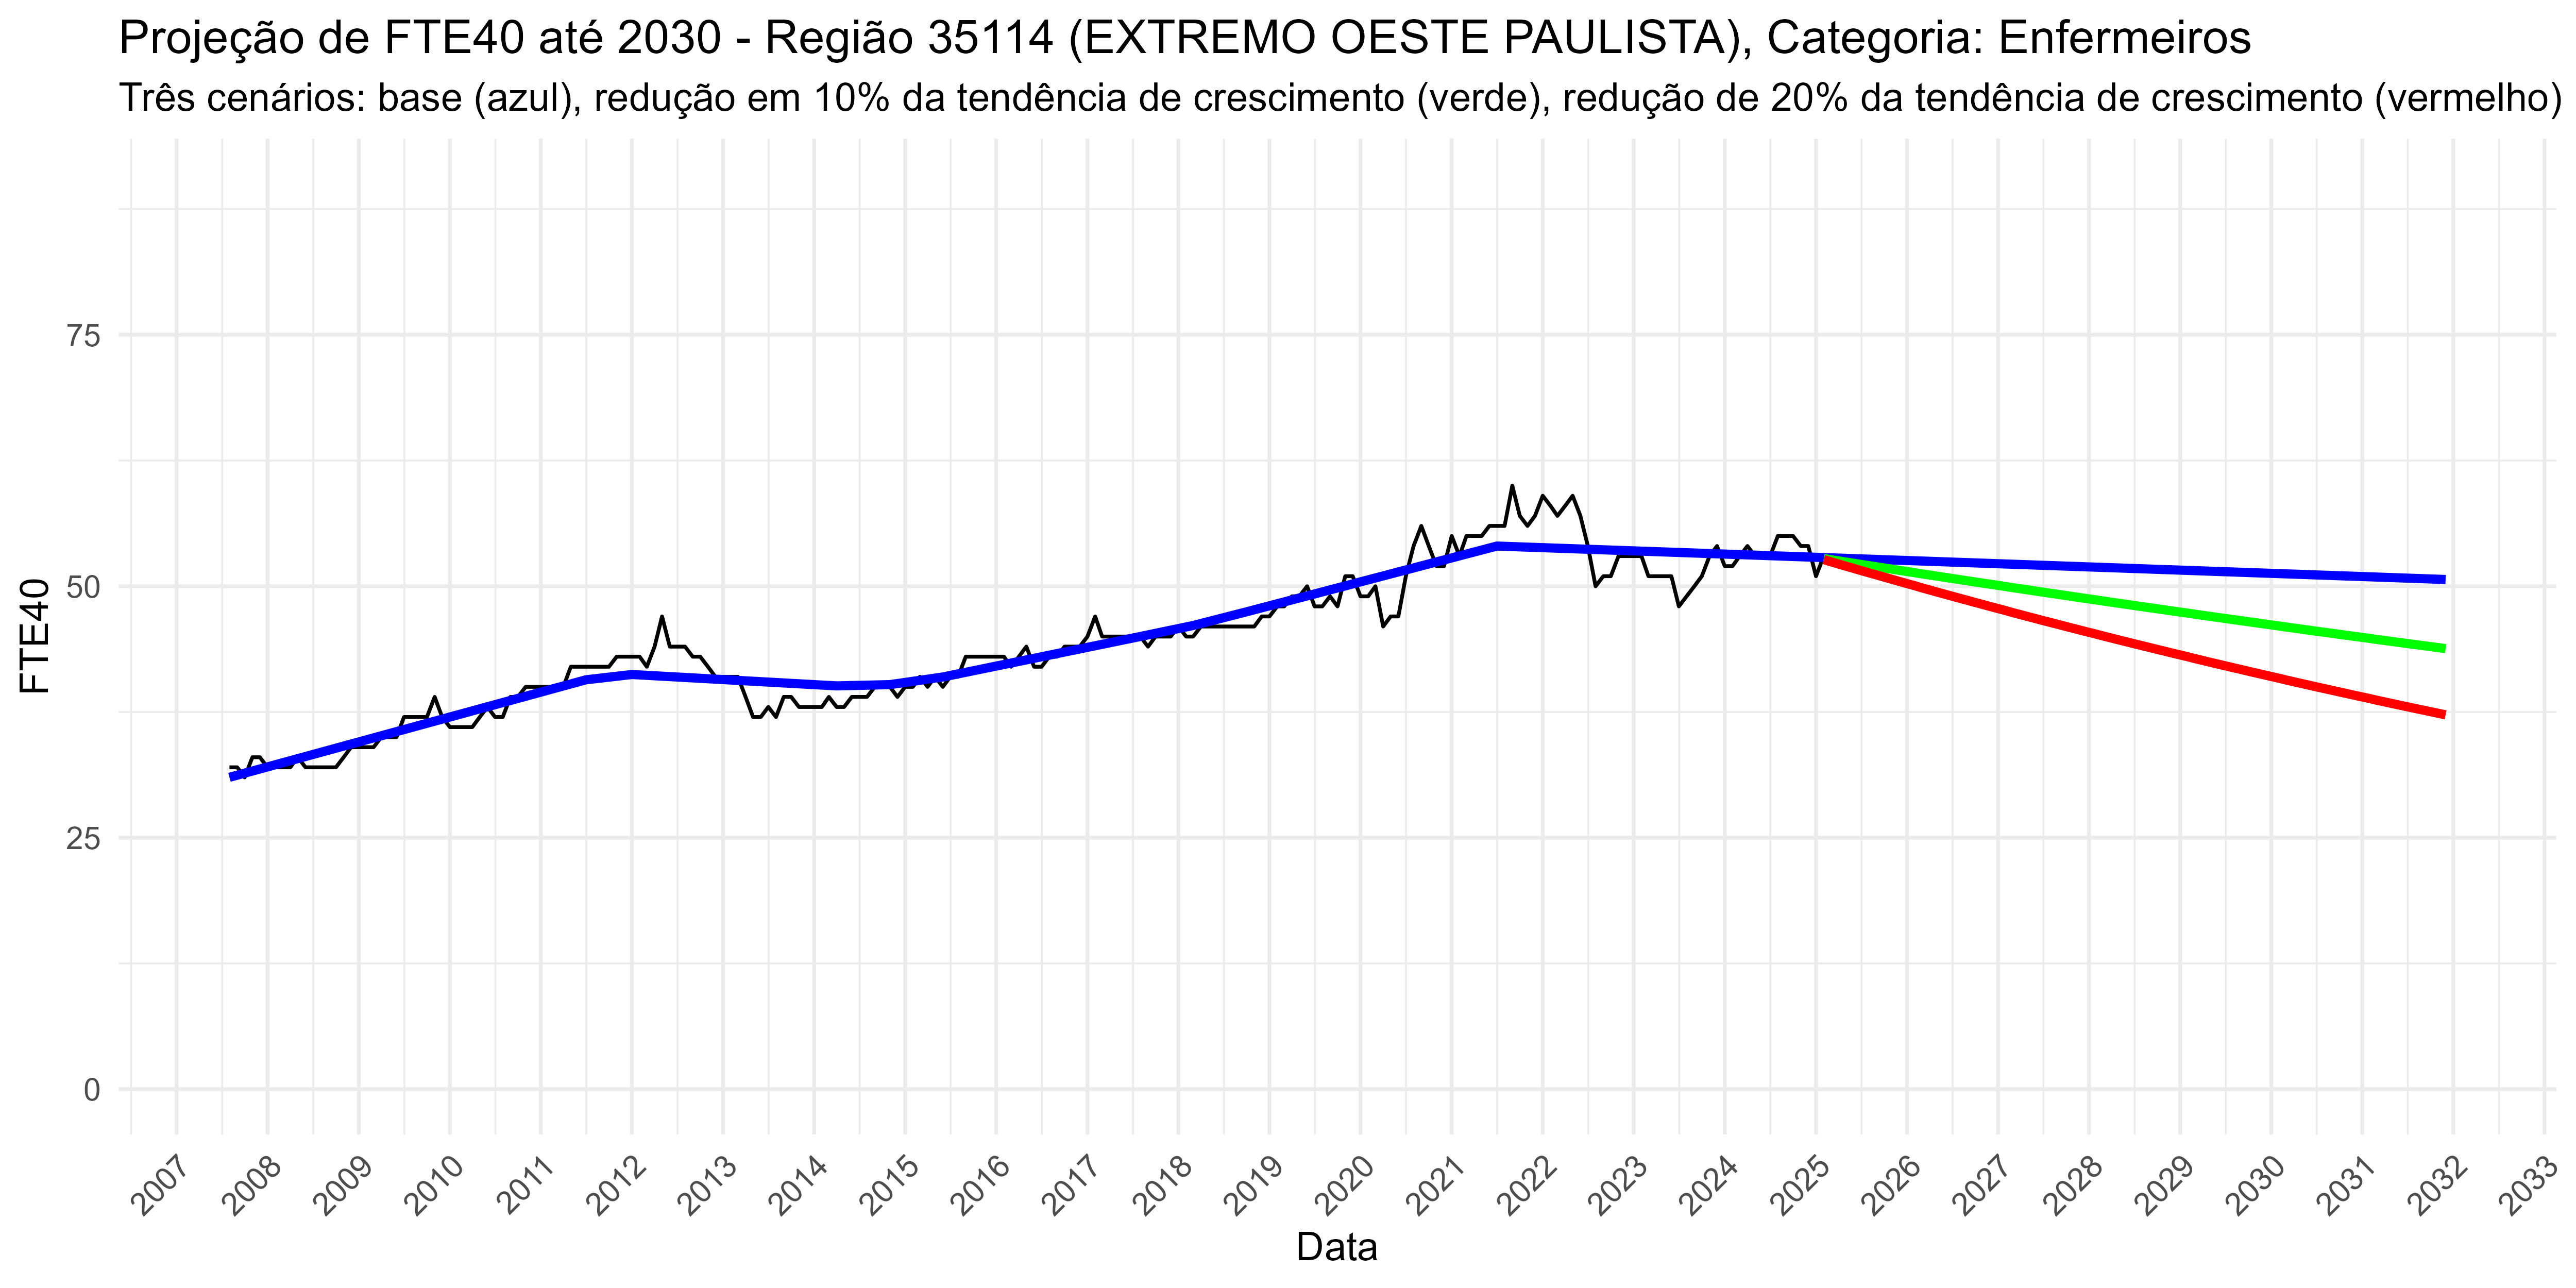 Projeção de FTE40 até 2030 - Região 35114 (EXTREMO OESTE PAULISTA), Categoria: Enfermeiros
Três cenários: base (azul), redução em 10% da tendência de crescimento (verde), redução de 20% da tendência de crescimento (vermelho)
FTE40
75
50
25
0
2007 2008 2009 2010 2011 2012 2013 2014 2015 2016 2017 2018 2019 2020 2021 2022 2023 2024 2025 2026 2027 2028 2029 2030 2031 2032 2033
Data